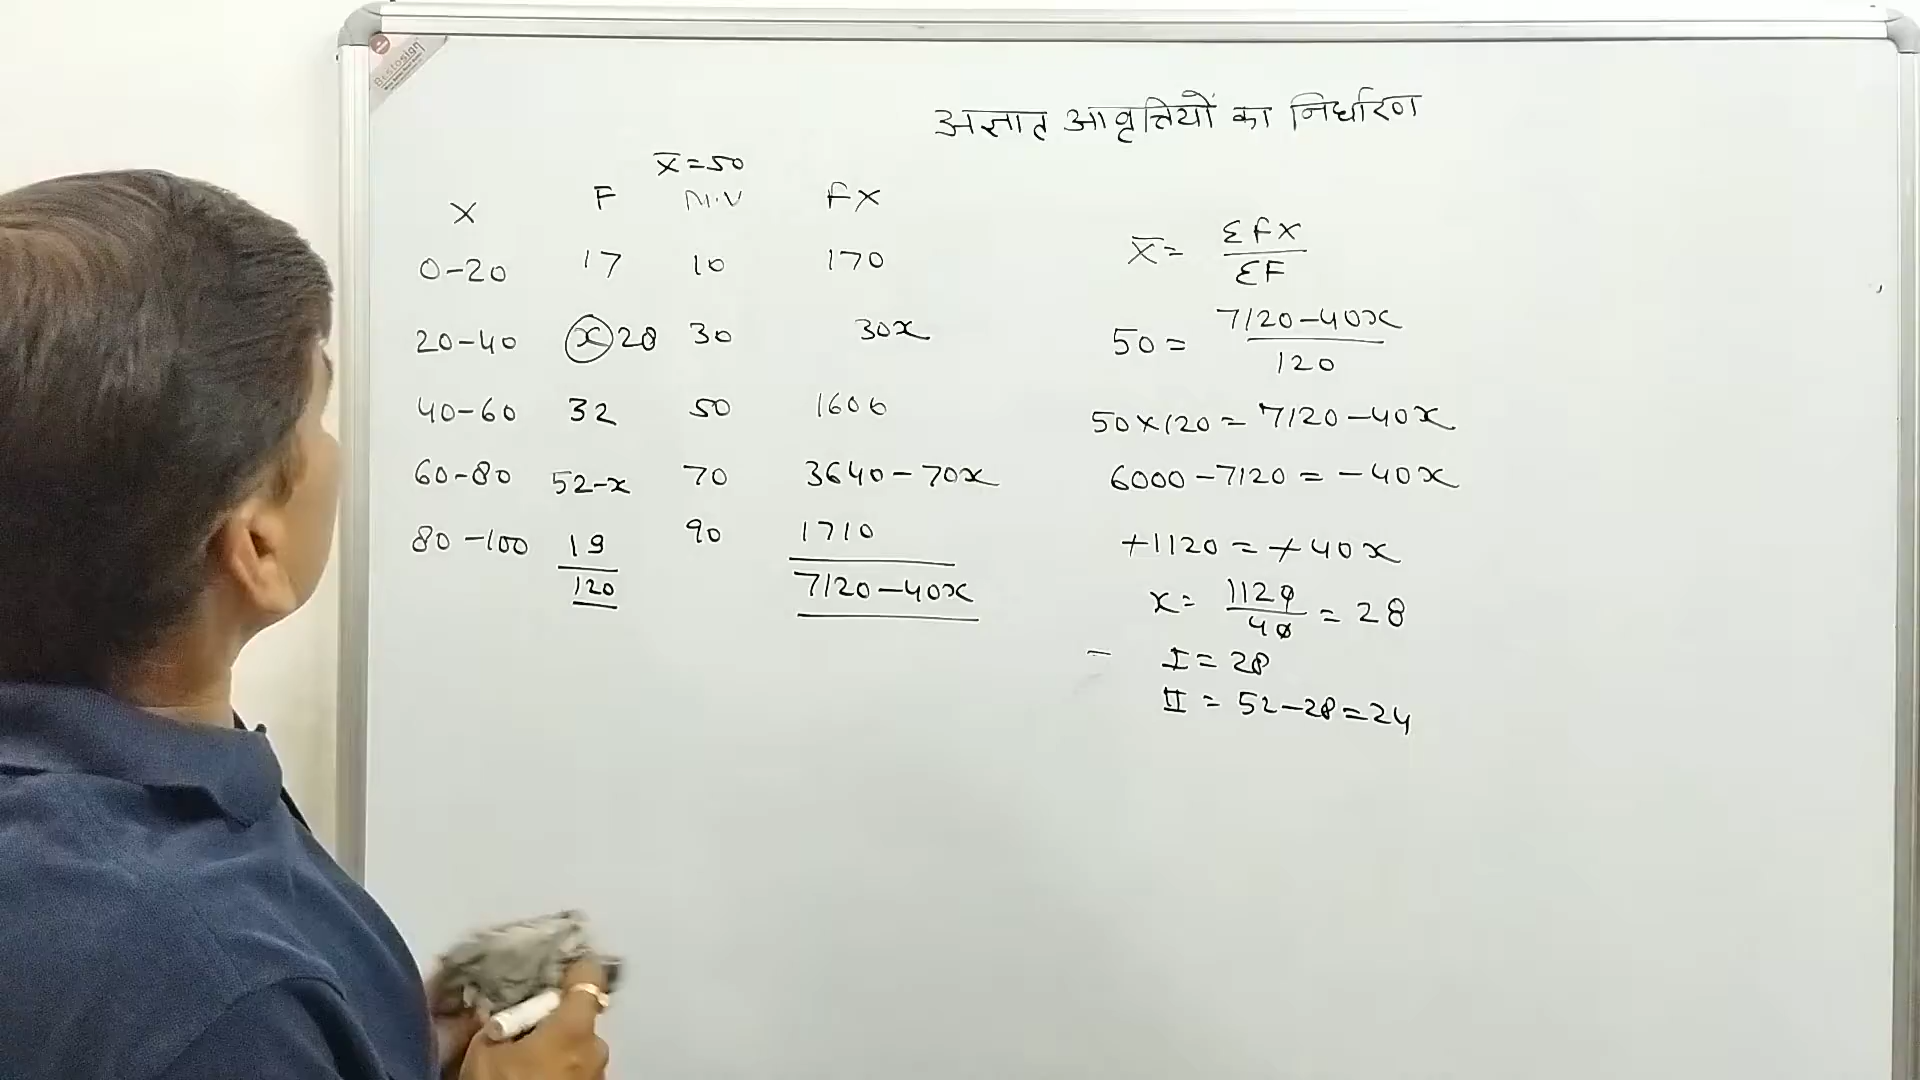 Bestosign
अज्ञात आवृत्तियों का निर्धारण
x̄=50
X F M.V FX
0-20 17 10 170
20-40 x 28 30 30x
40-60 32 50 1600
60-80 52-x 70 3640-70x
80-100 19 90 1710
120 7120-40x
x̄= ΣFX/ΣF
50= 7120-40x/120
50×120= 7120-40x
6000-7120=-40x
+1120=+40x
x= 1120/40 = 28
- I=28
II = 52-28=24